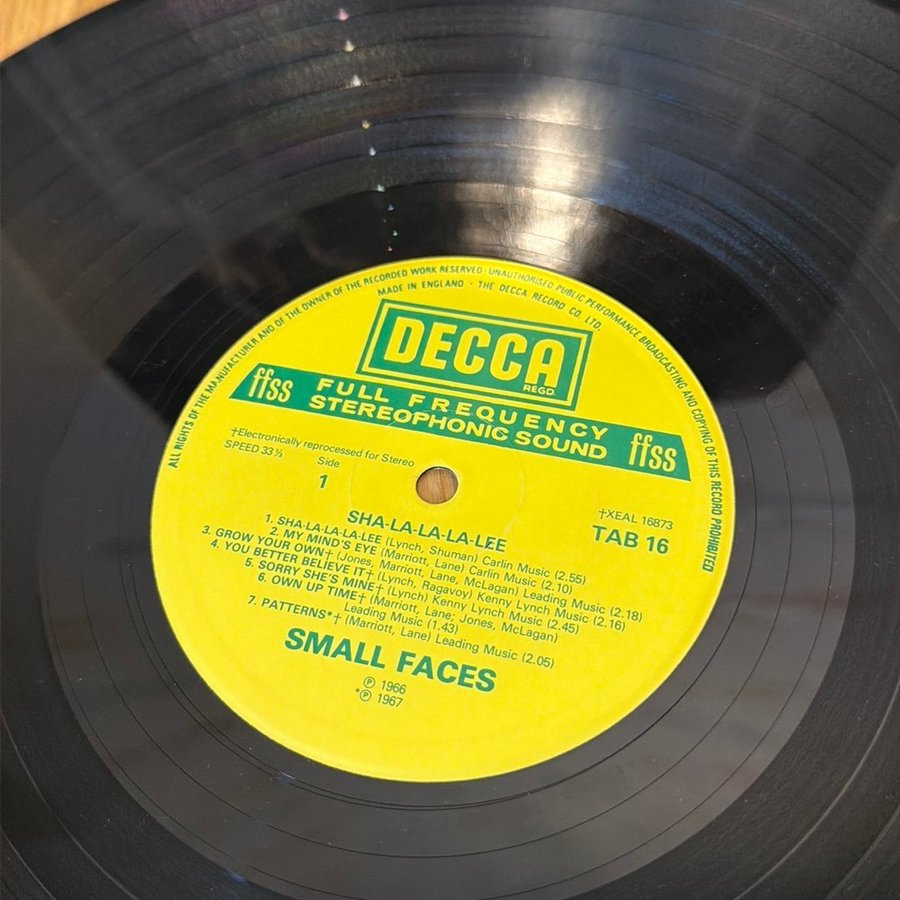 ALL RIGHTS OF THE MANUFACTURER AND OF THE OWNER OF THE RECORDED WORK RESERVED · UNAUTHORISED PUBLIC PERFORMANCE BROADCASTING AND COPYING OF THIS RECORD PROHIBITED
MADE IN ENGLAND · THE DECCA RECORD CO. LTD.
DECCA
REGD.
ffss FULL FREQUENCY ffss
STEREOPHONIC SOUND
†Electronically reprocessed for Stereo
SPEED 33⅓
Side
1
†XEAL 16873
TAB 16
SHA-LA-LA-LA-LEE
1. SHA-LA-LA-LA-LEE (Lynch, Shuman) Carlin Music (2.55)
2. MY MIND'S EYE (Marriott, Lane) Carlin Music (2.10)
3. GROW YOUR OWN† (Jones, Marriott, Lane, McLagan) Leading Music (2.18)
4. YOU BETTER BELIEVE IT† (Lynch, Ragavoy) Kenny Lynch Music (2.16)
5. SORRY SHE'S MINE† (Lynch) Kenny Lynch Music (2.45)
6. OWN UP TIME† (Marriott, Lane; Jones, McLagan)
Leading Music (1.43)
7. PATTERNS*† (Marriott, Lane) Leading Music (2.05)
SMALL FACES
℗ 1966
*℗ 1967